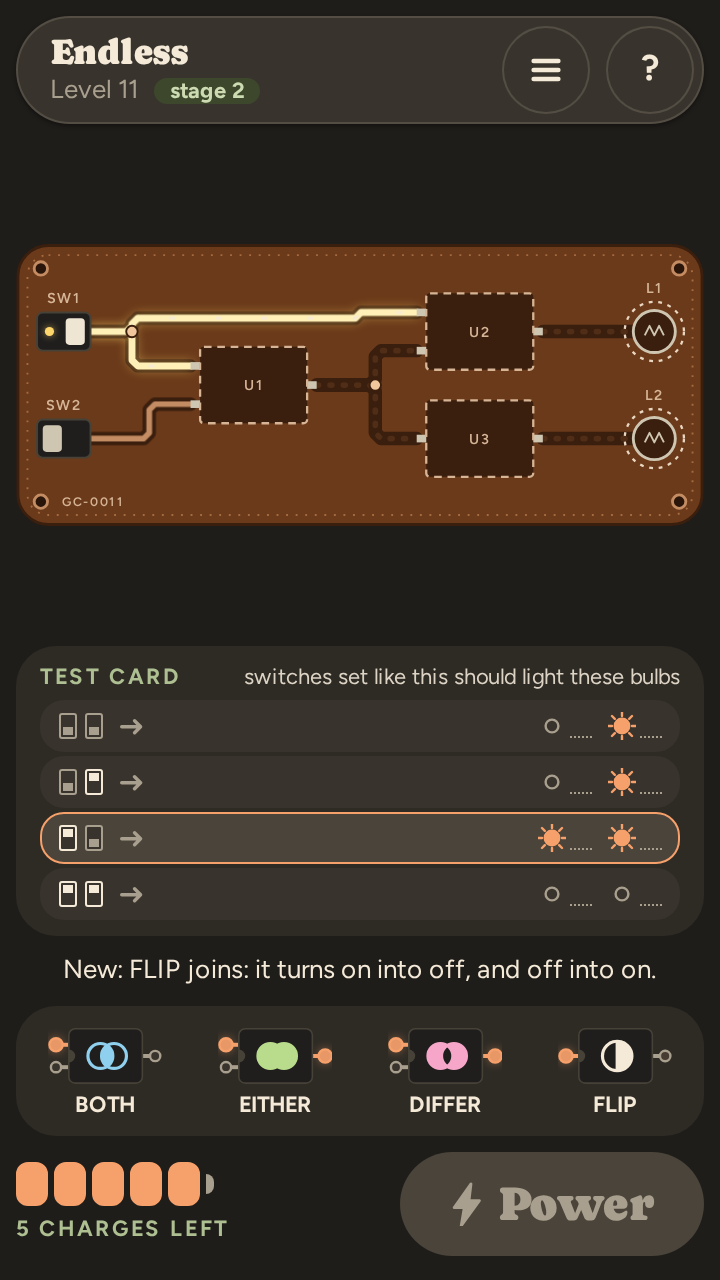 Endless
Level 11 stage 2
?
SW1
SW2
U1
U2
U3
L1
L2
GC-0011
TEST CARD switches set like this should light these bulbs
New: FLIP joins: it turns on into off, and off into on.
BOTH EITHER DIFFER FLIP
5 CHARGES LEFT
Power